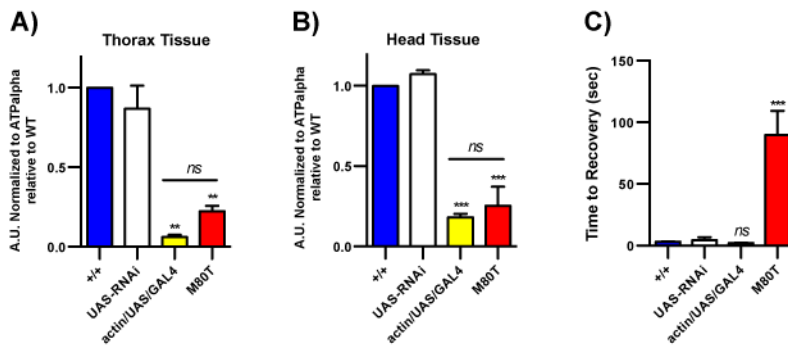 A)
Thorax Tissue
A.U. Normalized to ATPalpha
relative to WT
1.0
0.5
0.0
ns
**
**
+/+
UAS-RNAi
actin/UAS/GAL4
M80T
B)
Head Tissue
A.U. Normalized to ATPalpha
relative to WT
1.0
0.5
0.0
ns
***
***
+/+
UAS-RNAi
actin/UAS/GAL4
M80T
C)
Time to Recovery (sec)
150
100
50
0
ns
***
+/+
UAS-RNAi
actin/UAS/GAL4
M80T